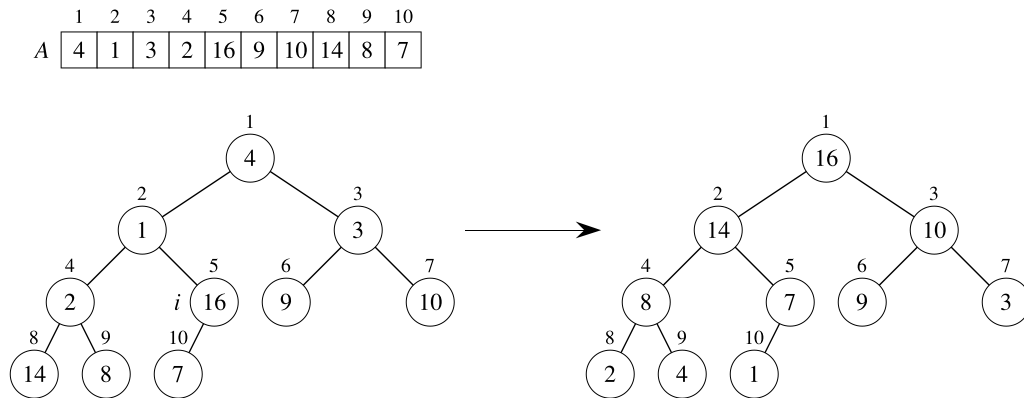 1 2 3 4 5 6 7 8 9 10
A 4 1 3 2 16 9 10 14 8 7
1 1
4 16
2 3 2 3
1 3 14 10
4 5 6 7 4 5 6 7
2 i 16 9 10 8 7 9 3
8 9 10 8 9 10
14 8 7 2 4 1